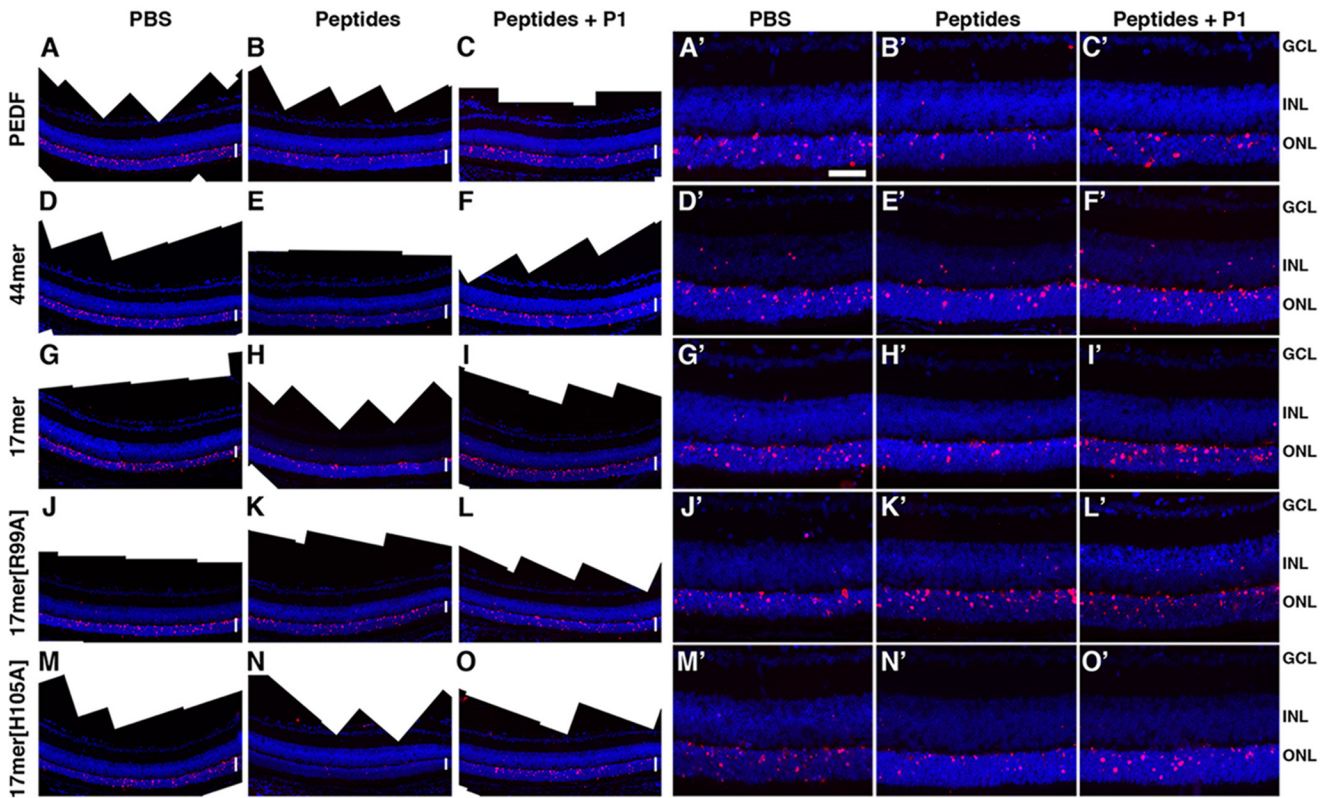 PBS Peptides Peptides + P1 PBS Peptides Peptides + P1
PEDF A B C A’ B’ C’ GCL
INL
ONL
44mer D E F D’ E’ F’ GCL
INL
ONL
17mer G H I G’ H’ I’ GCL
INL
ONL
17mer[R99A] J K L J’ K’ L’ GCL
INL
ONL
17mer[H105A] M N O M’ N’ O’ GCL
INL
ONL